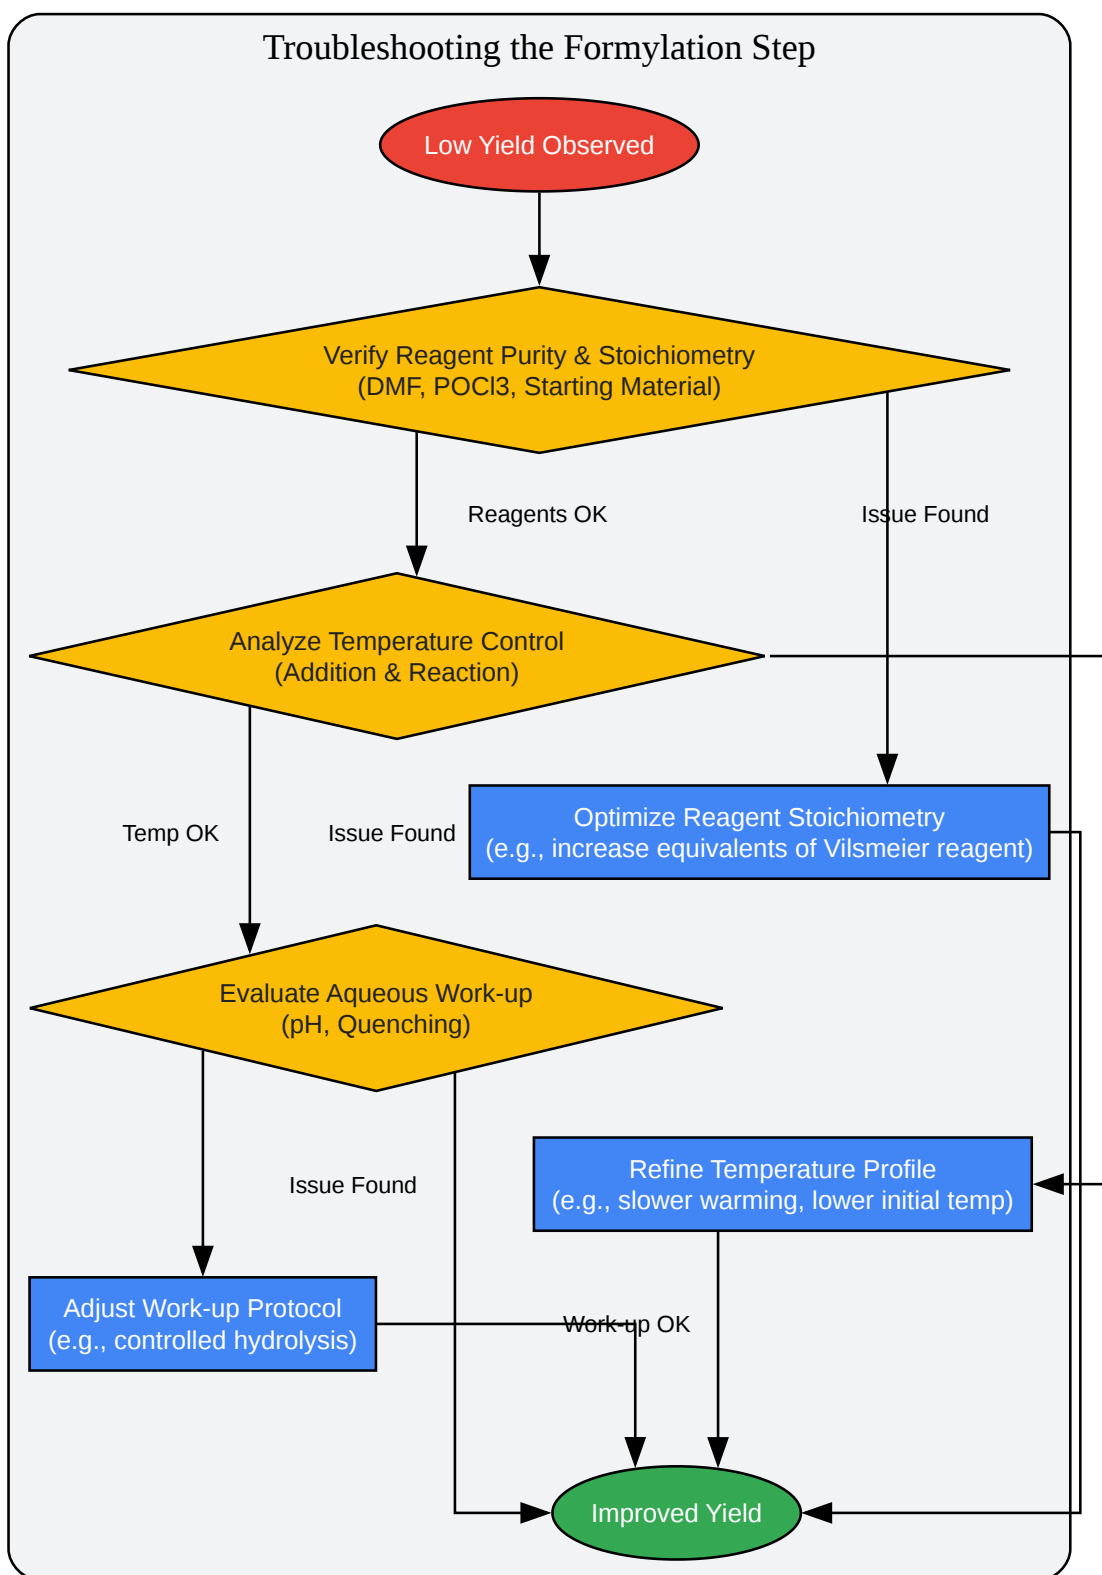 Troubleshooting the Formylation Step
Low Yield Observed
Verify Reagent Purity & Stoichiometry
(DMF, POCl3, Starting Material)
Reagents OK
Issue Found
Analyze Temperature Control
(Addition & Reaction)
Temp OK
Issue Found
Optimize Reagent Stoichiometry
(e.g., increase equivalents of Vilsmeier reagent)
Evaluate Aqueous Work-up
(pH, Quenching)
Issue Found
Refine Temperature Profile
(e.g., slower warming, lower initial temp)
Adjust Work-up Protocol
(e.g., controlled hydrolysis)
Work-up OK
Improved Yield